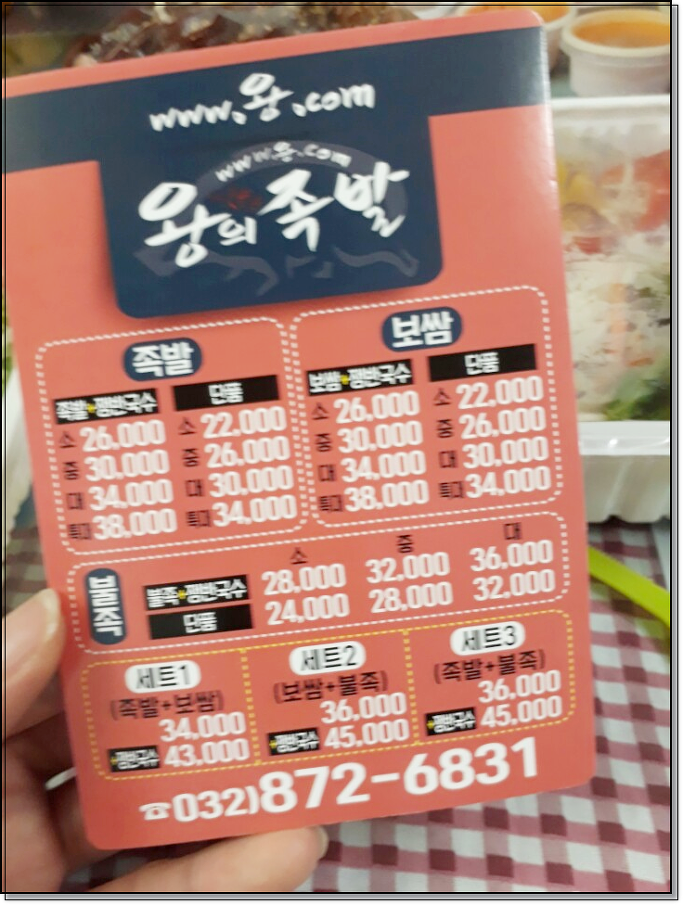 www.왕.com
www.왕.com
왕의 족발
족발
족발+쟁반국수 단품
소 26,000 소 22,000
중 30,000 중 26,000
대 34,000 대 30,000
특대 38,000 특대 34,000
보쌈
보쌈+쟁반국수 단품
소 26,000 소 22,000
중 30,000 중 26,000
대 34,000 대 30,000
특대 38,000 특대 34,000
불족
소 중 대
불족+쟁반국수 28,000 32,000 36,000
단품 24,000 28,000 32,000
세트1
(족발+보쌈)
34,000
+쟁반국수 43,000
세트2
(보쌈+불족)
36,000
+쟁반국수 45,000
세트3
(족발+불족)
36,000
+쟁반국수 45,000
☎032)872-6831